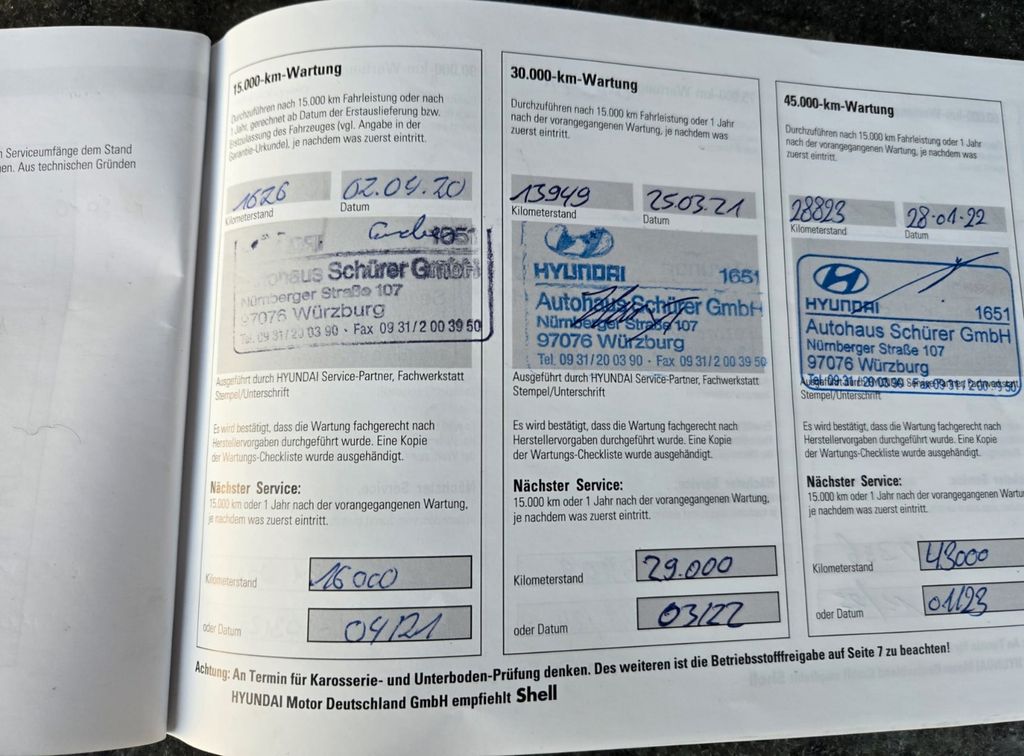 n Serviceumfänge dem Stand
en. Aus technischen Gründen
15.000-km-Wartung
Durchzuführen nach 15.000 km Fahrleistung oder nach
1 Jahr, gerechnet ab Datum der Erstauslieferung bzw.
Erstzulassung des Fahrzeuges (vgl. Angabe in der
Garantie-Urkunde), je nachdem was zuerst eintritt.
1626 02.04.20
Kilometerstand Datum
1651
ohaus Schürer GmbH
Nürnberger Straße 107
97076 Würzburg
Tel. 09 31/20 03 90 · Fax 09 31/2 00 39 50
Ausgeführt durch HYUNDAI Service-Partner, Fachwerkstatt
Stempel/Unterschrift
Es wird bestätigt, dass die Wartung fachgerecht nach
Herstellervorgaben durchgeführt wurde. Eine Kopie
der Wartungs-Checkliste wurde ausgehändigt.
Nächster Service:
15.000 km oder 1 Jahr nach der vorangegangenen Wartung,
je nachdem was zuerst eintritt.
Kilometerstand 16000
oder Datum 04/21
30.000-km-Wartung
Durchzuführen nach 15.000 km Fahrleistung oder 1 Jahr
nach der vorangegangenen Wartung, je nachdem was
zuerst eintritt.
13949 25.03.21
Kilometerstand Datum
HYUNDAI 1651
Autohaus Schürer GmbH
Nürnberger Straße 107
97076 Würzburg
Tel. 09 31/20 03 90 · Fax 09 31/2 00 39 50
Ausgeführt durch HYUNDAI Service-Partner, Fachwerkstatt
Stempel/Unterschrift
Es wird bestätigt, dass die Wartung fachgerecht nach
Herstellervorgaben durchgeführt wurde. Eine Kopie
der Wartungs-Checkliste wurde ausgehändigt.
Nächster Service:
15.000 km oder 1 Jahr nach der vorangegangenen Wartung,
je nachdem was zuerst eintritt.
Kilometerstand 29.000
oder Datum 03/22
45.000-km-Wartung
Durchzuführen nach 15.000 km Fahrleistung oder 1 Jahr
nach der vorangegangenen Wartung, je nachdem was
zuerst eintritt.
28823 28.01.22
Kilometerstand Datum
HYUNDAI 1651
Autohaus Schürer GmbH
Nürnberger Straße 107
97076 Würzburg
Tel. 09 31/20 03 90 · Fax 09 31/2 00 39 50
Stempel/Unterschrift
Es wird bestätigt, dass die Wartung fachgerecht nach
Herstellervorgaben durchgeführt wurde. Eine Kopie
der Wartungs-Checkliste wurde ausgehändigt.
Nächster Service:
15.000 km oder 1 Jahr nach der vorangegangenen Wartu
je nachdem was zuerst eintritt.
Kilometerstand 43000
oder Datum 01/23
Achtung: An Termin für Karosserie- und Unterboden-Prüfung denken. Des weiteren ist die Betriebsstofffreigabe auf Seite 7 zu beachten!
HYUNDAI Motor Deutschland GmbH empfiehlt Shell